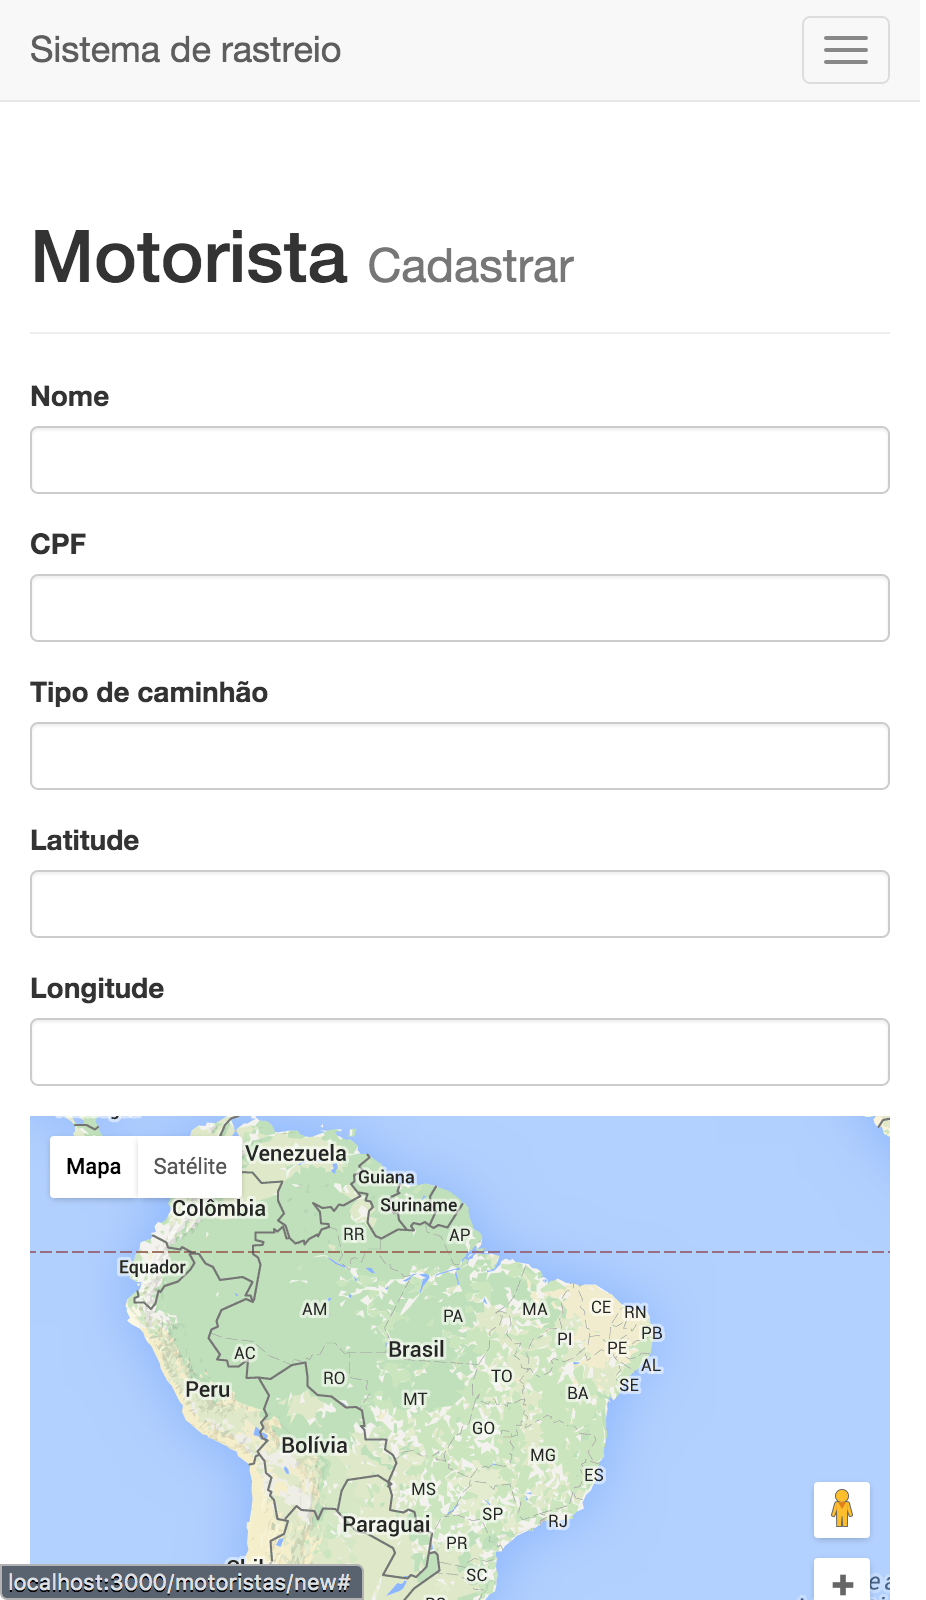 Sistema de rastreio
Motorista Cadastrar
Nome
CPF
Tipo de caminhão
Latitude
Longitude
Mapa Satélite
Venezuela
Guiana
Colômbia
Suriname
RR
AP
Equador
AM
PA
MA
CE
RN
PI
PB
PE
Brasil
AC
AL
RO
TO
SE
Peru
MT
BA
GO
Bolívia
MG
ES
MS
SP
RJ
Paraguai
PR
SC
localhost:3000/motoristas/new#